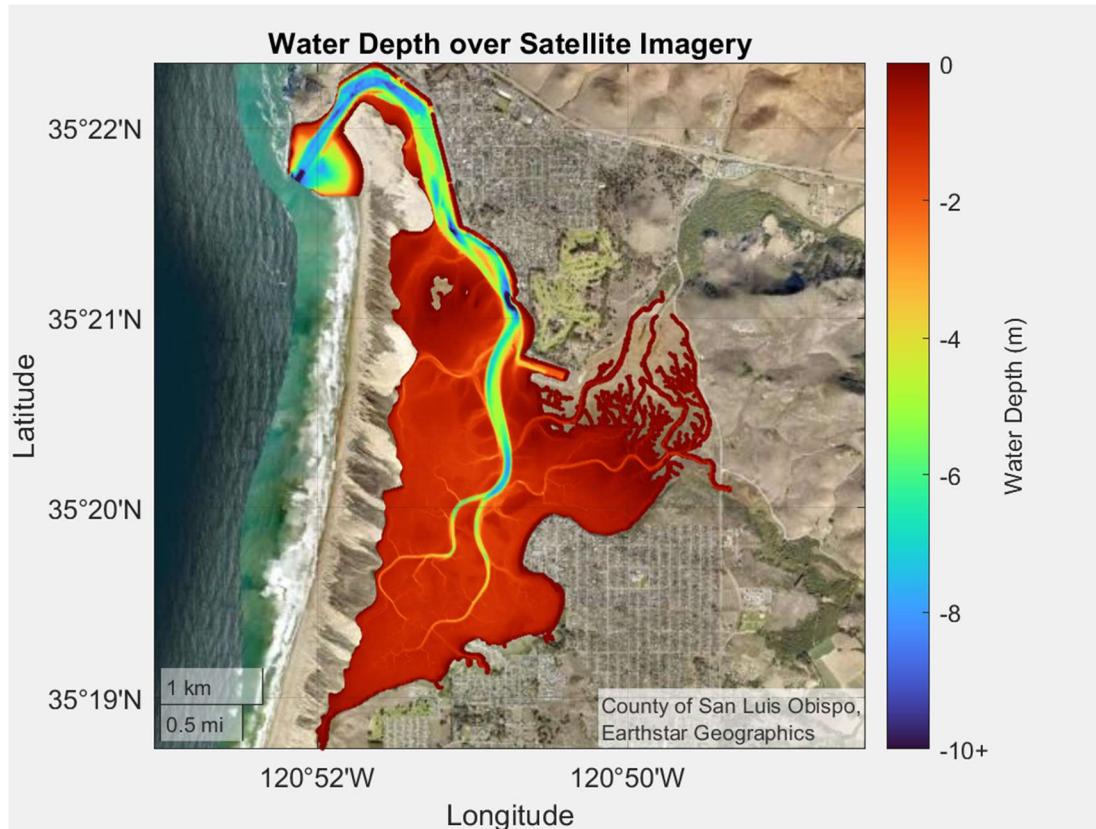 Water Depth over Satellite Imagery
35°22'N
35°21'N
35°20'N
35°19'N
Latitude
1 km
0.5 mi
County of San Luis Obispo,
Earthstar Geographics
120°52'W
120°50'W
Longitude
0
-2
-4
-6
-8
-10+
Water Depth (m)